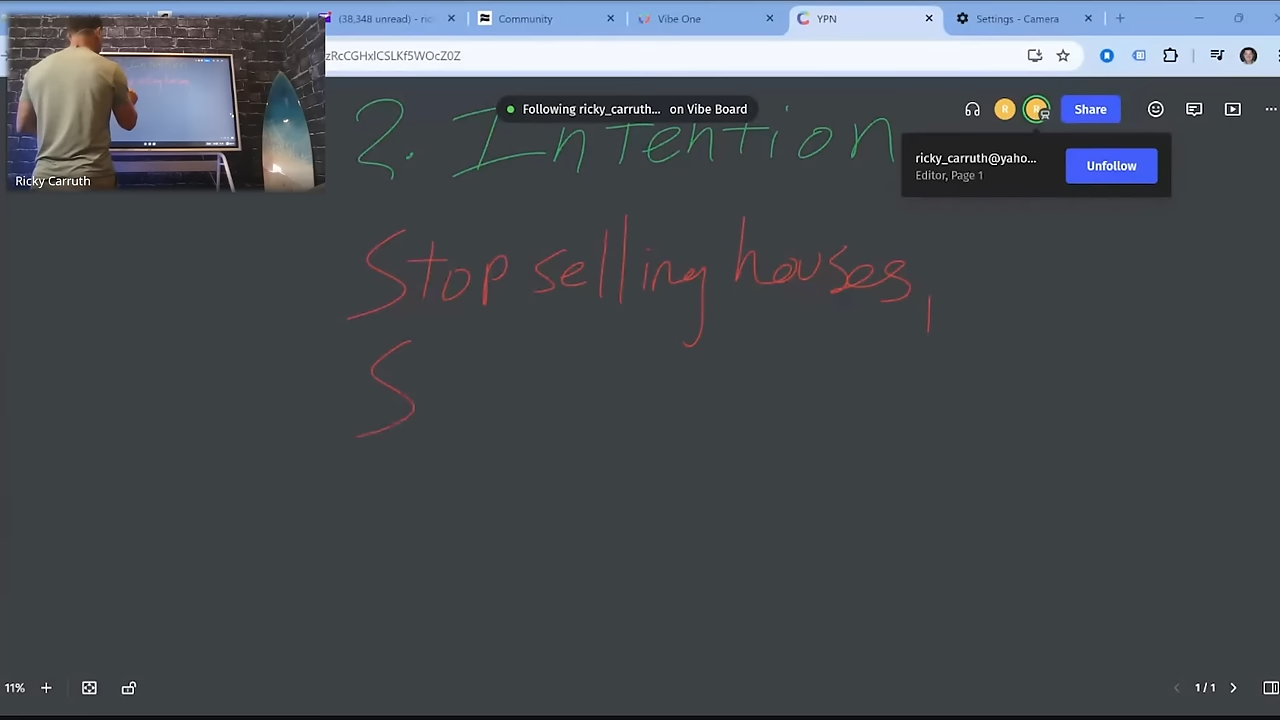 (38,348 unread) - ric
Community
Vibe One
YPN
Settings - Camera
zRcCGHxlCSLKf5WOcZ0Z
Following ricky_carruth... on Vibe Board
R
R
Share
2. Intention
ricky_carruth@yaho...
Editor, Page 1
Unfollow
Ricky Carruth
Stop selling houses,
S
11%
1/1